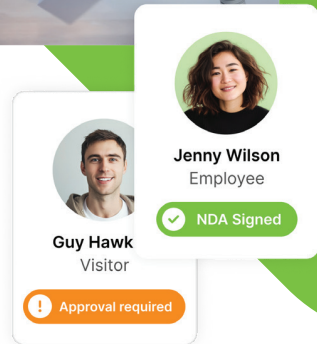 Jenny Wilson
Employee
NDA Signed
Guy Hawk
Visitor
Approval required